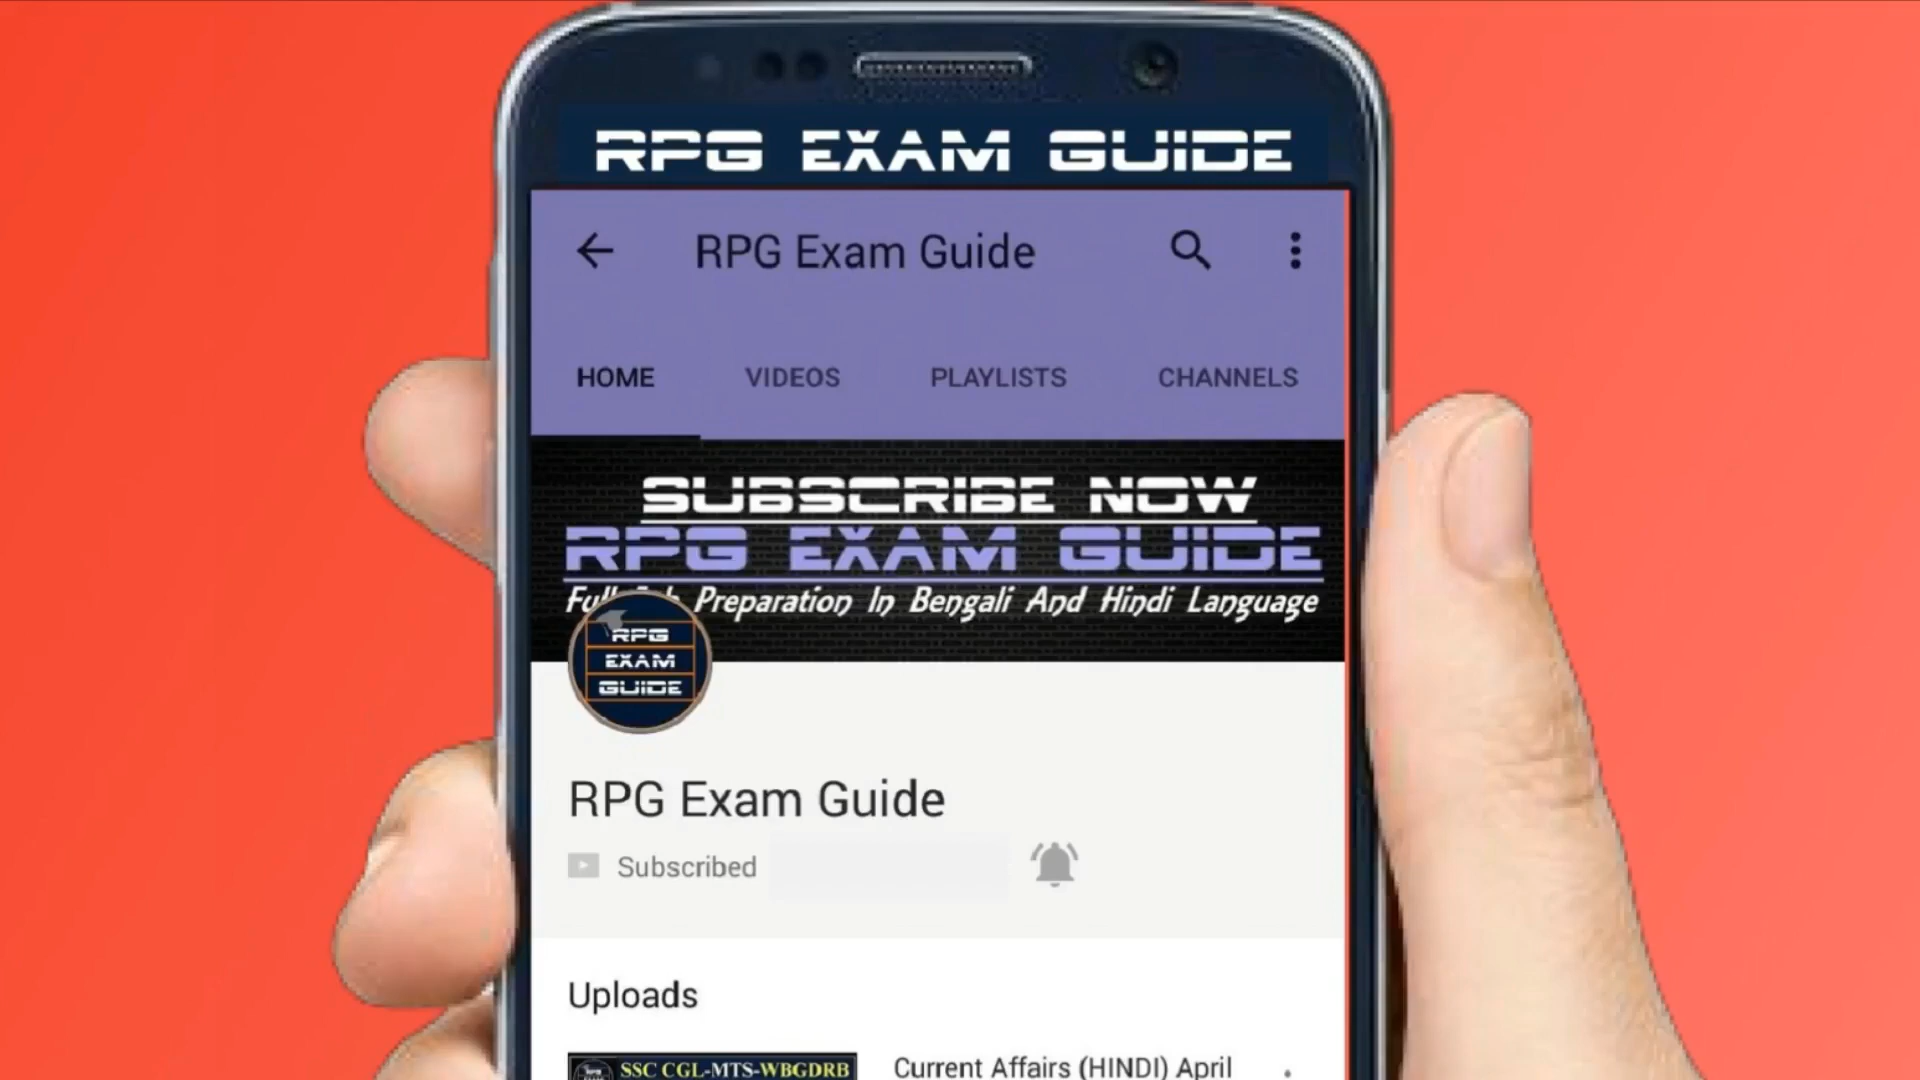 RPG EXAM GUIDE
RPG Exam Guide
HOME VIDEOS PLAYLISTS CHANNELS
SUBSCRIBE NOW
RPG EXAM GUIDE
Preparation In Bengali And Hindi Language
RPG
EXAM
GUIDE
RPG Exam Guide
Subscribed
Uploads
SSC CGL-MTS-WBGDRB
Current Affairs (HINDI) April